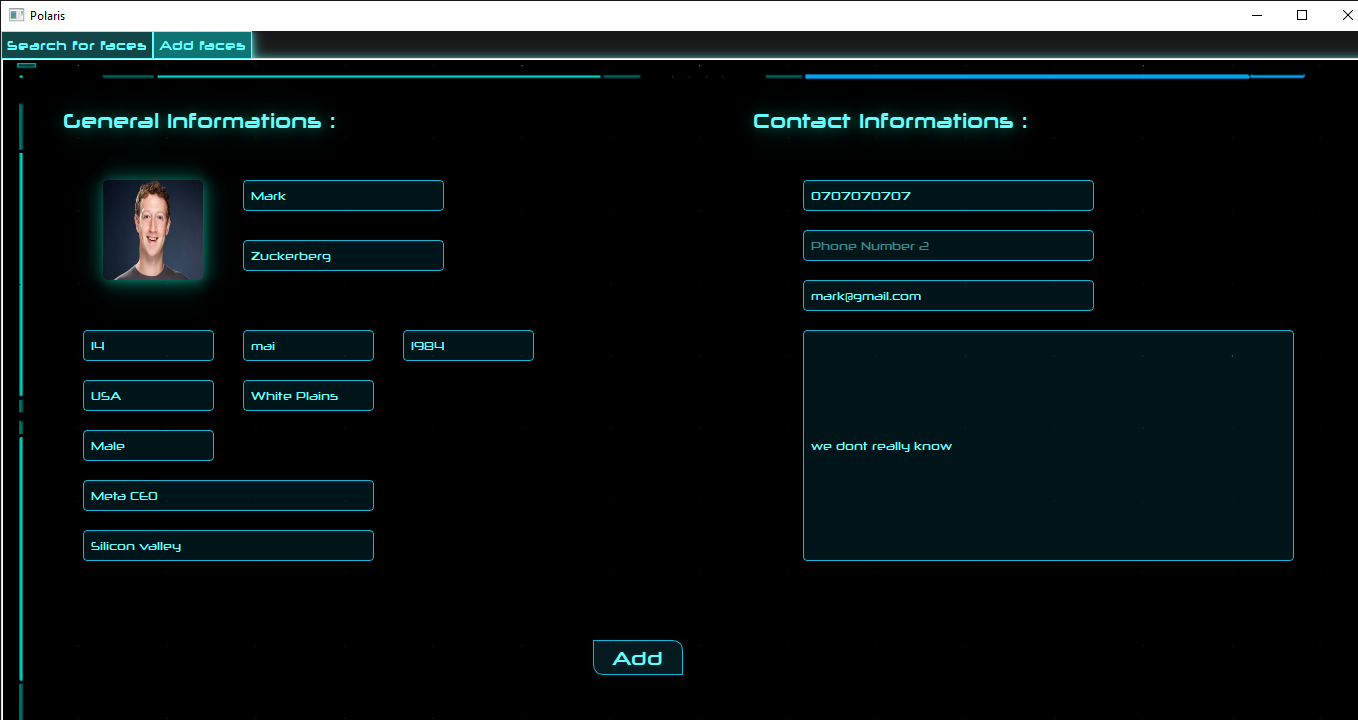 Polaris
Search for faces
Add faces
General Informations :
Mark
Zuckerberg
14
mai
1984
USA
White Plains
Male
Meta CEO
Silicon valley
Contact Informations :
0707070707
Phone Number 2
mark@gmail.com
we dont really know
Add